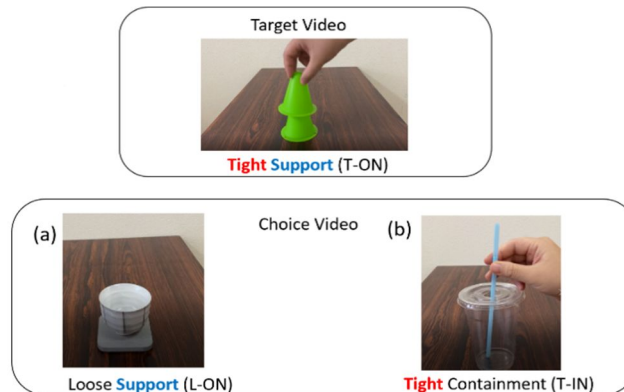 Target Video
Tight Support (T-ON)
(a)
Choice Video
(b)
Loose Support (L-ON)
Tight Containment (T-IN)